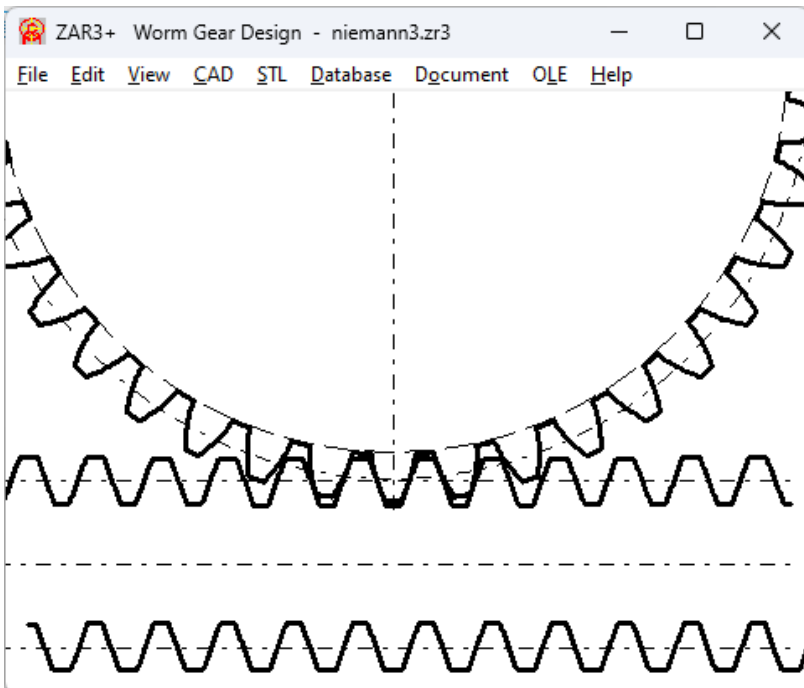 ZAR3+ Worm Gear Design - niemann3.zr3
File Edit View CAD STL Database Document OLE Help